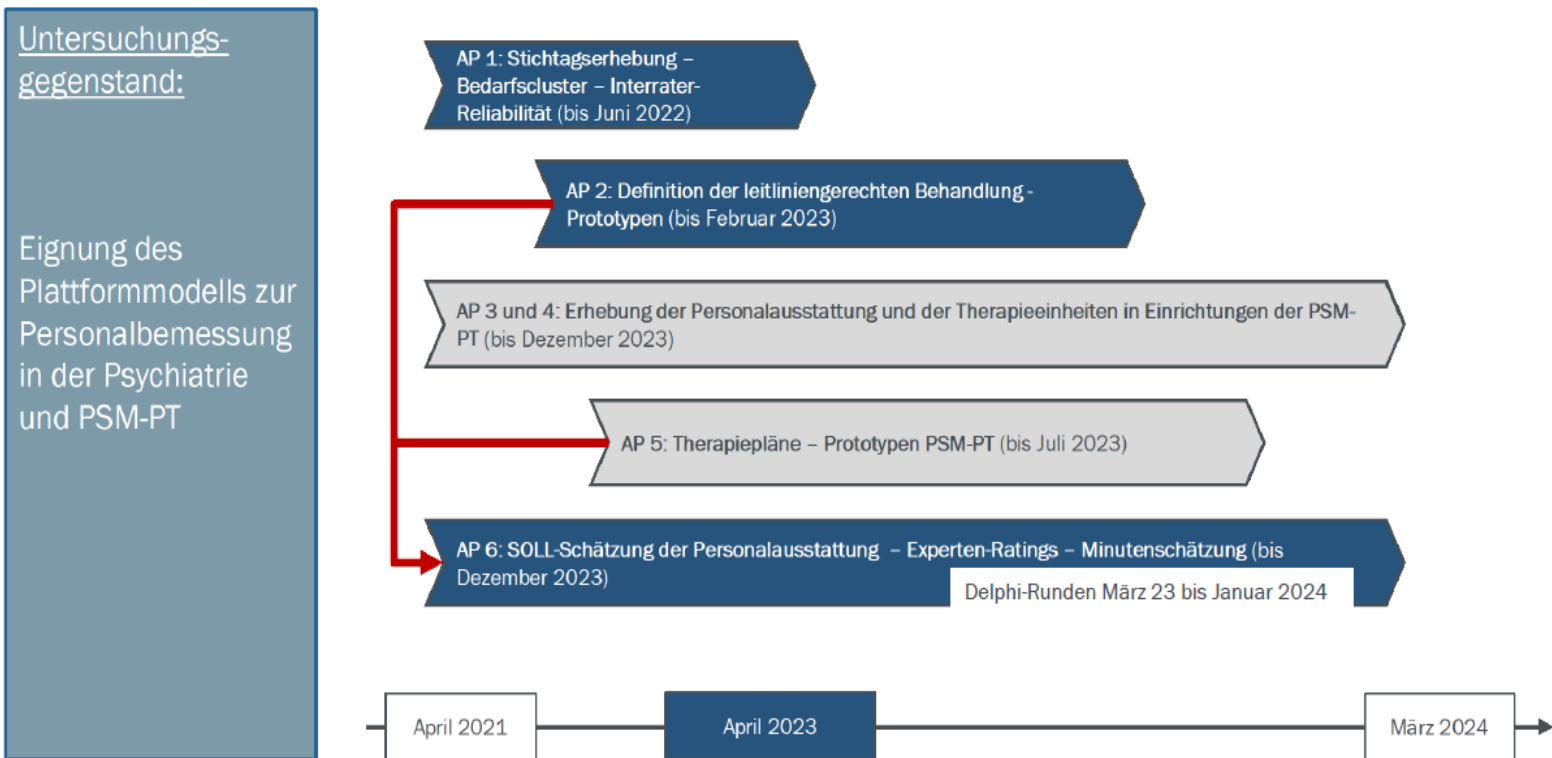 Untersuchungs-
gegenstand:
Eignung des
Plattformmodells zur
Personalbemessung
in der Psychiatrie
und PSM-PT
AP 1: Stichtagserhebung –
Bedarfscluster – Interrater-
Reliabilität (bis Juni 2022)
AP 2: Definition der leitliniengerechten Behandlung -
Prototypen (bis Februar 2023)
AP 3 und 4: Erhebung der Personalausstattung und der Therapieeinheiten in Einrichtungen der PSM-
PT (bis Dezember 2023)
AP 5: Therapiepläne – Prototypen PSM-PT (bis Juli 2023)
AP 6: SOLL-Schätzung der Personalausstattung – Experten-Ratings – Minutenschätzung (bis
Dezember 2023)
Delphi-Runden März 23 bis Januar 2024
April 2021
April 2023
März 2024